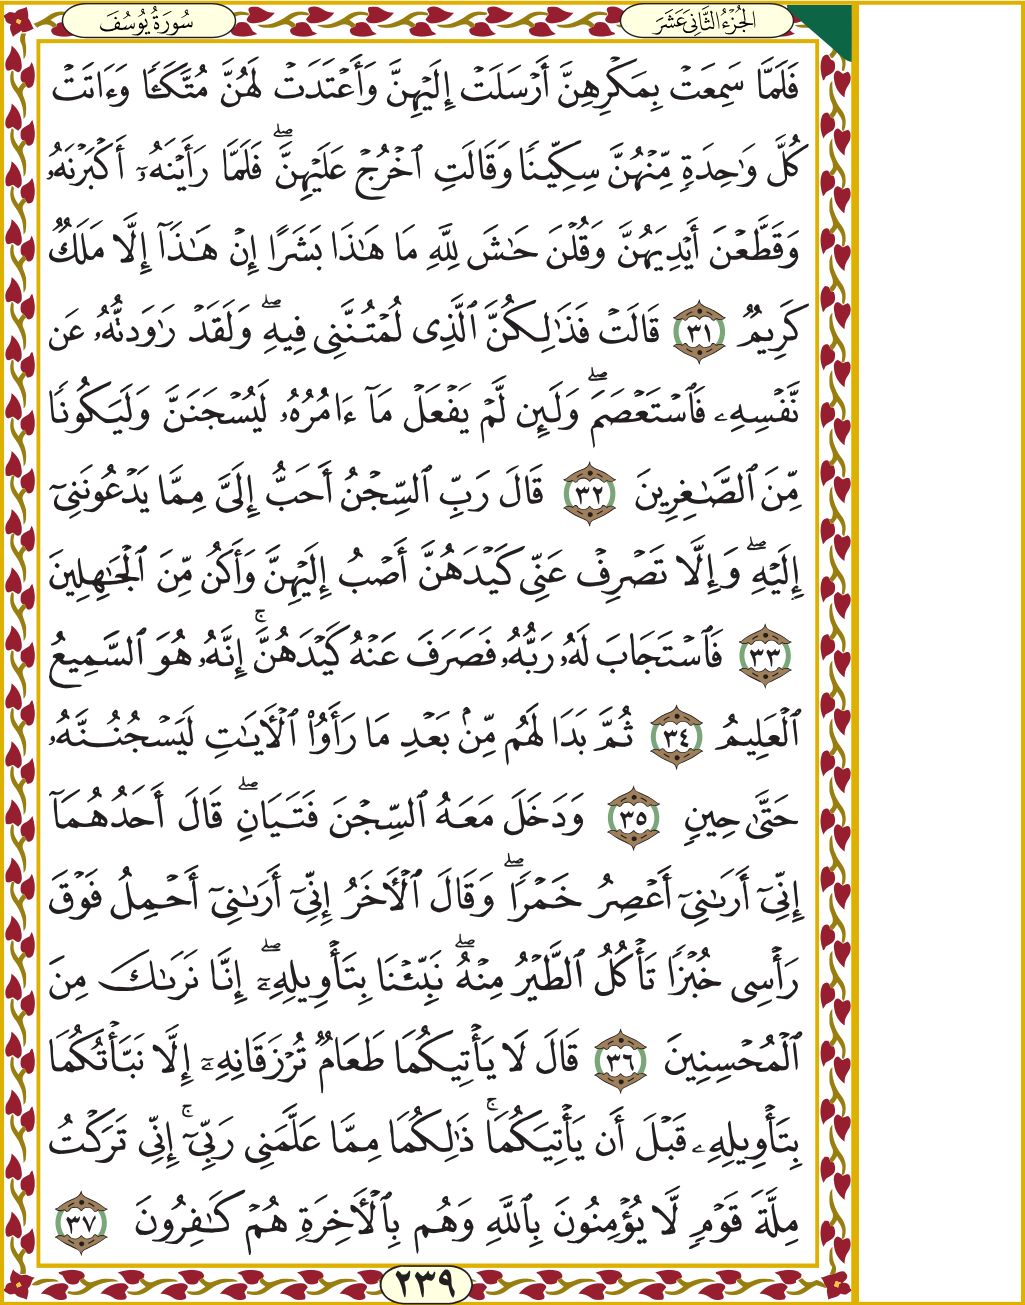 الجُزْءُ الثَّانِي عَشَرَ
سُورَةُ يُوسُفَ
فَلَمَّا سَمِعَتۡ بِمَكۡرِهِنَّ أَرۡسَلَتۡ إِلَيۡهِنَّ وَأَعۡتَدَتۡ لَهُنَّ مُتَّكَـٔٗا وَءَاتَتۡ
كُلَّ وَٰحِدَةٖ مِّنۡهُنَّ سِكِّينٗا وَقَالَتِ ٱخۡرُجۡ عَلَيۡهِنَّۖ فَلَمَّا رَأَيۡنَهُۥٓ أَكۡبَرۡنَهُۥ
وَقَطَّعۡنَ أَيۡدِيَهُنَّ وَقُلۡنَ حَٰشَ لِلَّهِ مَا هَٰذَا بَشَرًا إِنۡ هَٰذَآ إِلَّا مَلَكٞ
كَرِيمٞ ٣١ قَالَتۡ فَذَٰلِكُنَّ ٱلَّذِي لُمۡتُنَّنِي فِيهِۖ وَلَقَدۡ رَٰوَدتُّهُۥ عَن
نَّفۡسِهِۦ فَٱسۡتَعۡصَمَۖ وَلَئِن لَّمۡ يَفۡعَلۡ مَآ ءَامُرُهُۥ لَيُسۡجَنَنَّ وَلَيَكُونٗا
مِّنَ ٱلصَّٰغِرِينَ ٣٢ قَالَ رَبِّ ٱلسِّجۡنُ أَحَبُّ إِلَيَّ مِمَّا يَدۡعُونَنِيٓ
إِلَيۡهِۖ وَإِلَّا تَصۡرِفۡ عَنِّي كَيۡدَهُنَّ أَصۡبُ إِلَيۡهِنَّ وَأَكُن مِّنَ ٱلۡجَٰهِلِينَ
٣٣ فَٱسۡتَجَابَ لَهُۥ رَبُّهُۥ فَصَرَفَ عَنۡهُ كَيۡدَهُنَّۚ إِنَّهُۥ هُوَ ٱلسَّمِيعُ
ٱلۡعَلِيمُ ٣٤ ثُمَّ بَدَا لَهُم مِّنۢ بَعۡدِ مَا رَأَوُاْ ٱلۡأٓيَٰتِ لَيَسۡجُنُنَّهُۥ
حَتَّىٰ حِينٖ ٣٥ وَدَخَلَ مَعَهُ ٱلسِّجۡنَ فَتَيَانِۖ قَالَ أَحَدُهُمَآ
إِنِّيٓ أَرَىٰنِيٓ أَعۡصِرُ خَمۡرٗاۖ وَقَالَ ٱلۡأٓخَرُ إِنِّيٓ أَرَىٰنِيٓ أَحۡمِلُ فَوۡقَ
رَأۡسِي خُبۡزٗا تَأۡكُلُ ٱلطَّيۡرُ مِنۡهُۖ نَبِّئۡنَا بِتَأۡوِيلِهِۦٓۖ إِنَّا نَرَىٰكَ مِنَ
ٱلۡمُحۡسِنِينَ ٣٦ قَالَ لَا يَأۡتِيكُمَا طَعَامٞ تُرۡزَقَانِهِۦٓ إِلَّا نَبَّأۡتُكُمَا
بِتَأۡوِيلِهِۦ قَبۡلَ أَن يَأۡتِيَكُمَاۚ ذَٰلِكُمَا مِمَّا عَلَّمَنِي رَبِّيٓۚ إِنِّي تَرَكۡتُ
مِلَّةَ قَوۡمٖ لَّا يُؤۡمِنُونَ بِٱللَّهِ وَهُم بِٱلۡأٓخِرَةِ هُمۡ كَٰفِرُونَ ٣٧
٢٣٩